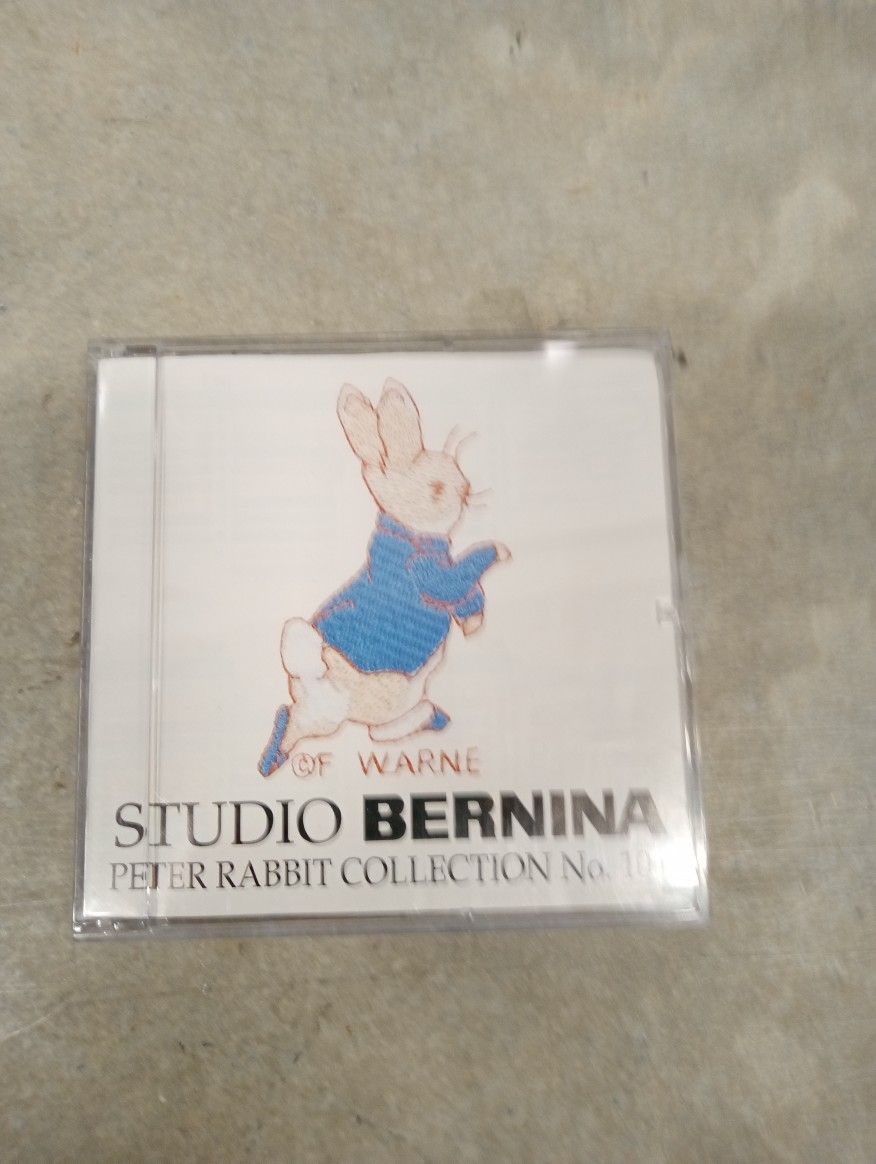 ©F WARNE
STUDIO BERNINA
PETER RABBIT COLLECTION No.